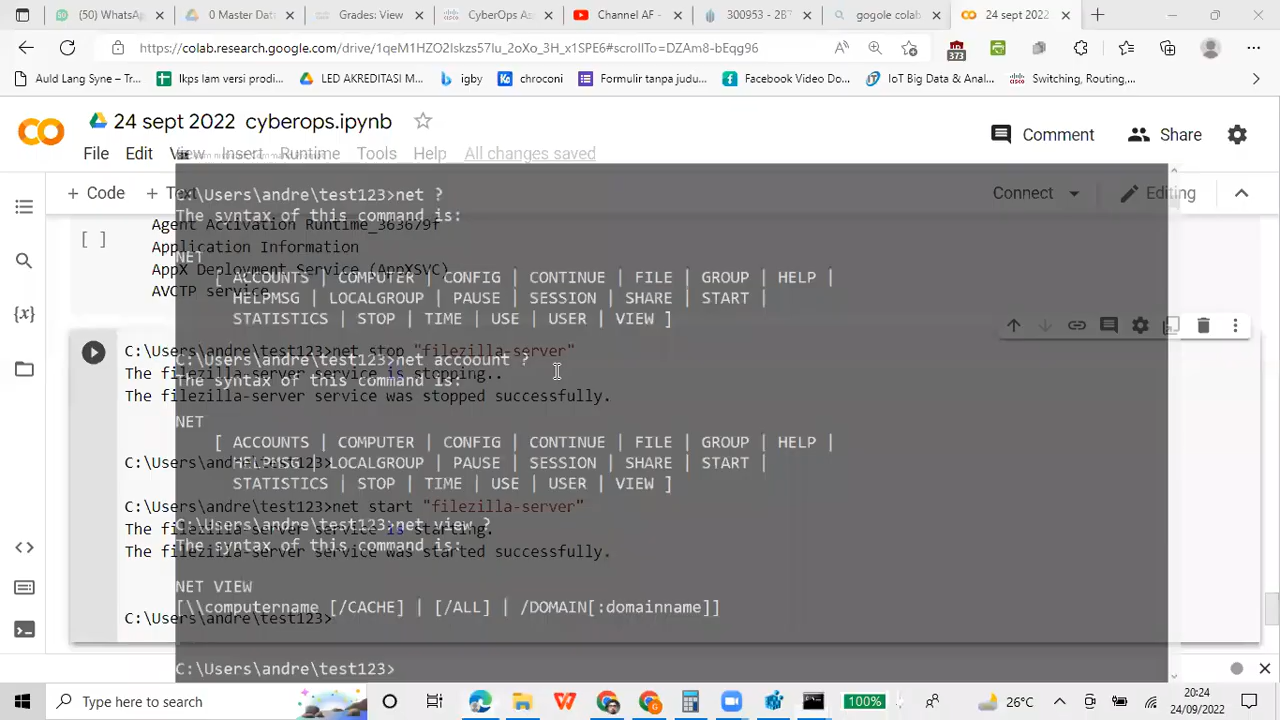 (50) WhatsApp
0 Master Data
Grades: View
CyberOps As
Channel AF -
300953 - 2B
gogole colab
24 sept 2022
https://colab.research.google.com/drive/1qeM1HZO2Iskzs57lu_2oXo_3H_x1SPE6#scrollTo=DZAm8-bEqg96
373
Auld Lang Syne – Tr...
lkps lam versi prodi...
LED AKREDITASI M...
igby
chroconi
Formulir tanpa judu...
Facebook Video Do...
IoT Big Data & Anal...
Switching, Routing,...
24 sept 2022 cyberops.ipynb
Comment
Share
File Edit View Insert Runtime Tools Help All changes saved
+ Code + Text
Connect
Editing
C:\Users\andre\test123>net ?
The syntax of this command is:
Agent Activation Runtime_363679f
[ ]
Application Information
NET
AppX Deployment Service (AppXSVC)
[ ACCOUNTS | COMPUTER | CONFIG | CONTINUE | FILE | GROUP | HELP |
AVCTP service
HELPMSG | LOCALGROUP | PAUSE | SESSION | SHARE | START |
STATISTICS | STOP | TIME | USE | USER | VIEW ]
C:\Users\andre\test123>net stop "filezilla-server"
C:\Users\andre\test123>net acoount ?
The filezilla-server service is stopping..
The syntax of this command is:
The filezilla-server service was stopped successfully.
NET
[ ACCOUNTS | COMPUTER | CONFIG | CONTINUE | FILE | GROUP | HELP |
C:\Users\andre\test123>
HELPMSG | LOCALGROUP | PAUSE | SESSION | SHARE | START |
STATISTICS | STOP | TIME | USE | USER | VIEW ]
C:\Users\andre\test123>net start "filezilla-server"
C:\Users\andre\test123>net view ?
The filezilla-server service is starting.
The syntax of this command is:
The filezilla-server service was started successfully.
NET VIEW
[\\computername [/CACHE] | [/ALL] | /DOMAIN[:domainname]]
C:\Users\andre\test123>
C:\Users\andre\test123>
Type here to search
100%
26°C
20:24
24/09/2022